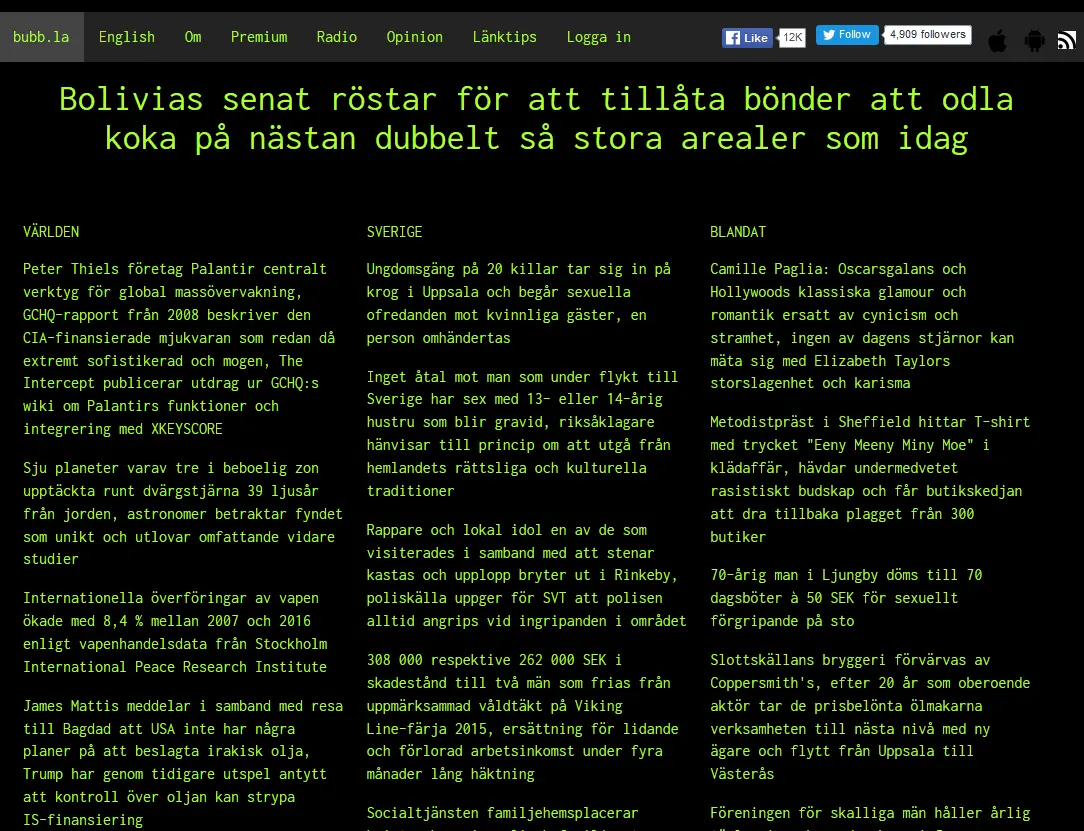 bubb.la English Om Premium Radio Opinion Länktips Logga in Like 12K Follow 4,909 followers
Bolivias senat röstar för att tillåta bönder att odla
koka på nästan dubbelt så stora arealer som idag
VÄRLDEN
Peter Thiels företag Palantir centralt
verktyg för global massövervakning,
GCHQ-rapport från 2008 beskriver den
CIA-finansierade mjukvaran som redan då
extremt sofistikerad och mogen, The
Intercept publicerar utdrag ur GCHQ:s
wiki om Palantirs funktioner och
integrering med XKEYSCORE
Sju planeter varav tre i beboelig zon
upptäckta runt dvärgstjärna 39 ljusår
från jorden, astronomer betraktar fyndet
som unikt och utlovar omfattande vidare
studier
Internationella överföringar av vapen
ökade med 8,4 % mellan 2007 och 2016
enligt vapenhandelsdata från Stockholm
International Peace Research Institute
James Mattis meddelar i samband med resa
till Bagdad att USA inte har några
planer på att beslagta irakisk olja,
Trump har genom tidigare utspel antytt
att kontroll över oljan kan strypa
IS-finansiering
SVERIGE
Ungdomsgäng på 20 killar tar sig in på
krog i Uppsala och begår sexuella
ofredanden mot kvinnliga gäster, en
person omhändertas
Inget åtal mot man som under flykt till
Sverige har sex med 13- eller 14-årig
hustru som blir gravid, riksåklagare
hänvisar till princip om att utgå från
hemlandets rättsliga och kulturella
traditioner
Rappare och lokal idol en av de som
visiterades i samband med att stenar
kastas och upplopp bryter ut i Rinkeby,
poliskälla uppger för SVT att polisen
alltid angrips vid ingripanden i området
308 000 respektive 262 000 SEK i
skadestånd till två män som frias från
uppmärksammad våldtäkt på Viking
Line-färja 2015, ersättning för lidande
och förlorad arbetsinkomst under fyra
månader lång häktning
Socialtjänsten familjehemsplacerar
BLANDAT
Camille Paglia: Oscarsgalans och
Hollywoods klassiska glamour och
romantik ersatt av cynicism och
stramhet, ingen av dagens stjärnor kan
mäta sig med Elizabeth Taylors
storslagenhet och karisma
Metodistpräst i Sheffield hittar T-shirt
med trycket "Eeny Meeny Miny Moe" i
klädaffär, hävdar undermedvetet
rasistiskt budskap och får butikskedjan
att dra tillbaka plagget från 300
butiker
70-årig man i Ljungby döms till 70
dagsböter à 50 SEK för sexuellt
förgripande på sto
Slottskällans bryggeri förvärvas av
Coppersmith's, efter 20 år som oberoende
aktör tar de prisbelönta ölmakarna
verksamheten till nästa nivå med ny
ägare och flytt från Uppsala till
Västerås
Föreningen för skalliga män håller årlig